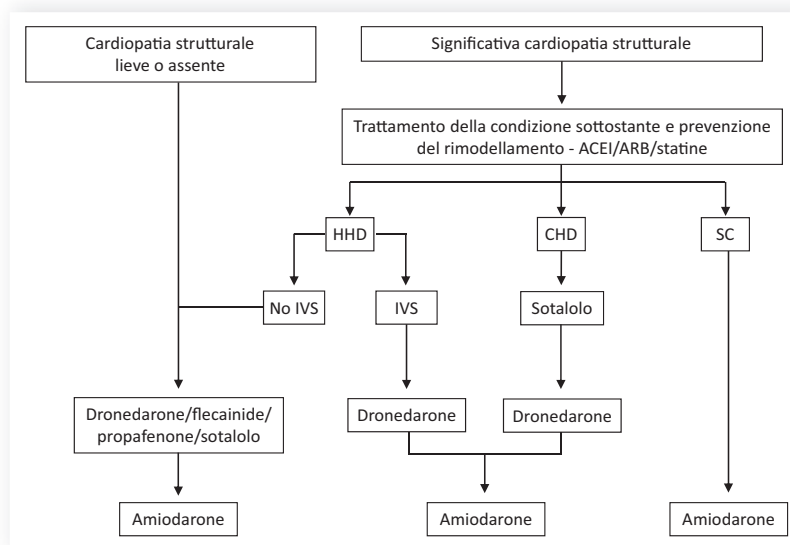 Cardiopatia strutturale
lieve o assente
Significativa cardiopatia strutturale
Trattamento della condizione sottostante e prevenzione
del rimodellamento - ACEI/ARB/statine
HHD
CHD
SC
No IVS
IVS
Sotalolo
Dronedarone/flecainide/
propafenone/sotalolo
Dronedarone
Dronedarone
Amiodarone
Amiodarone
Amiodarone